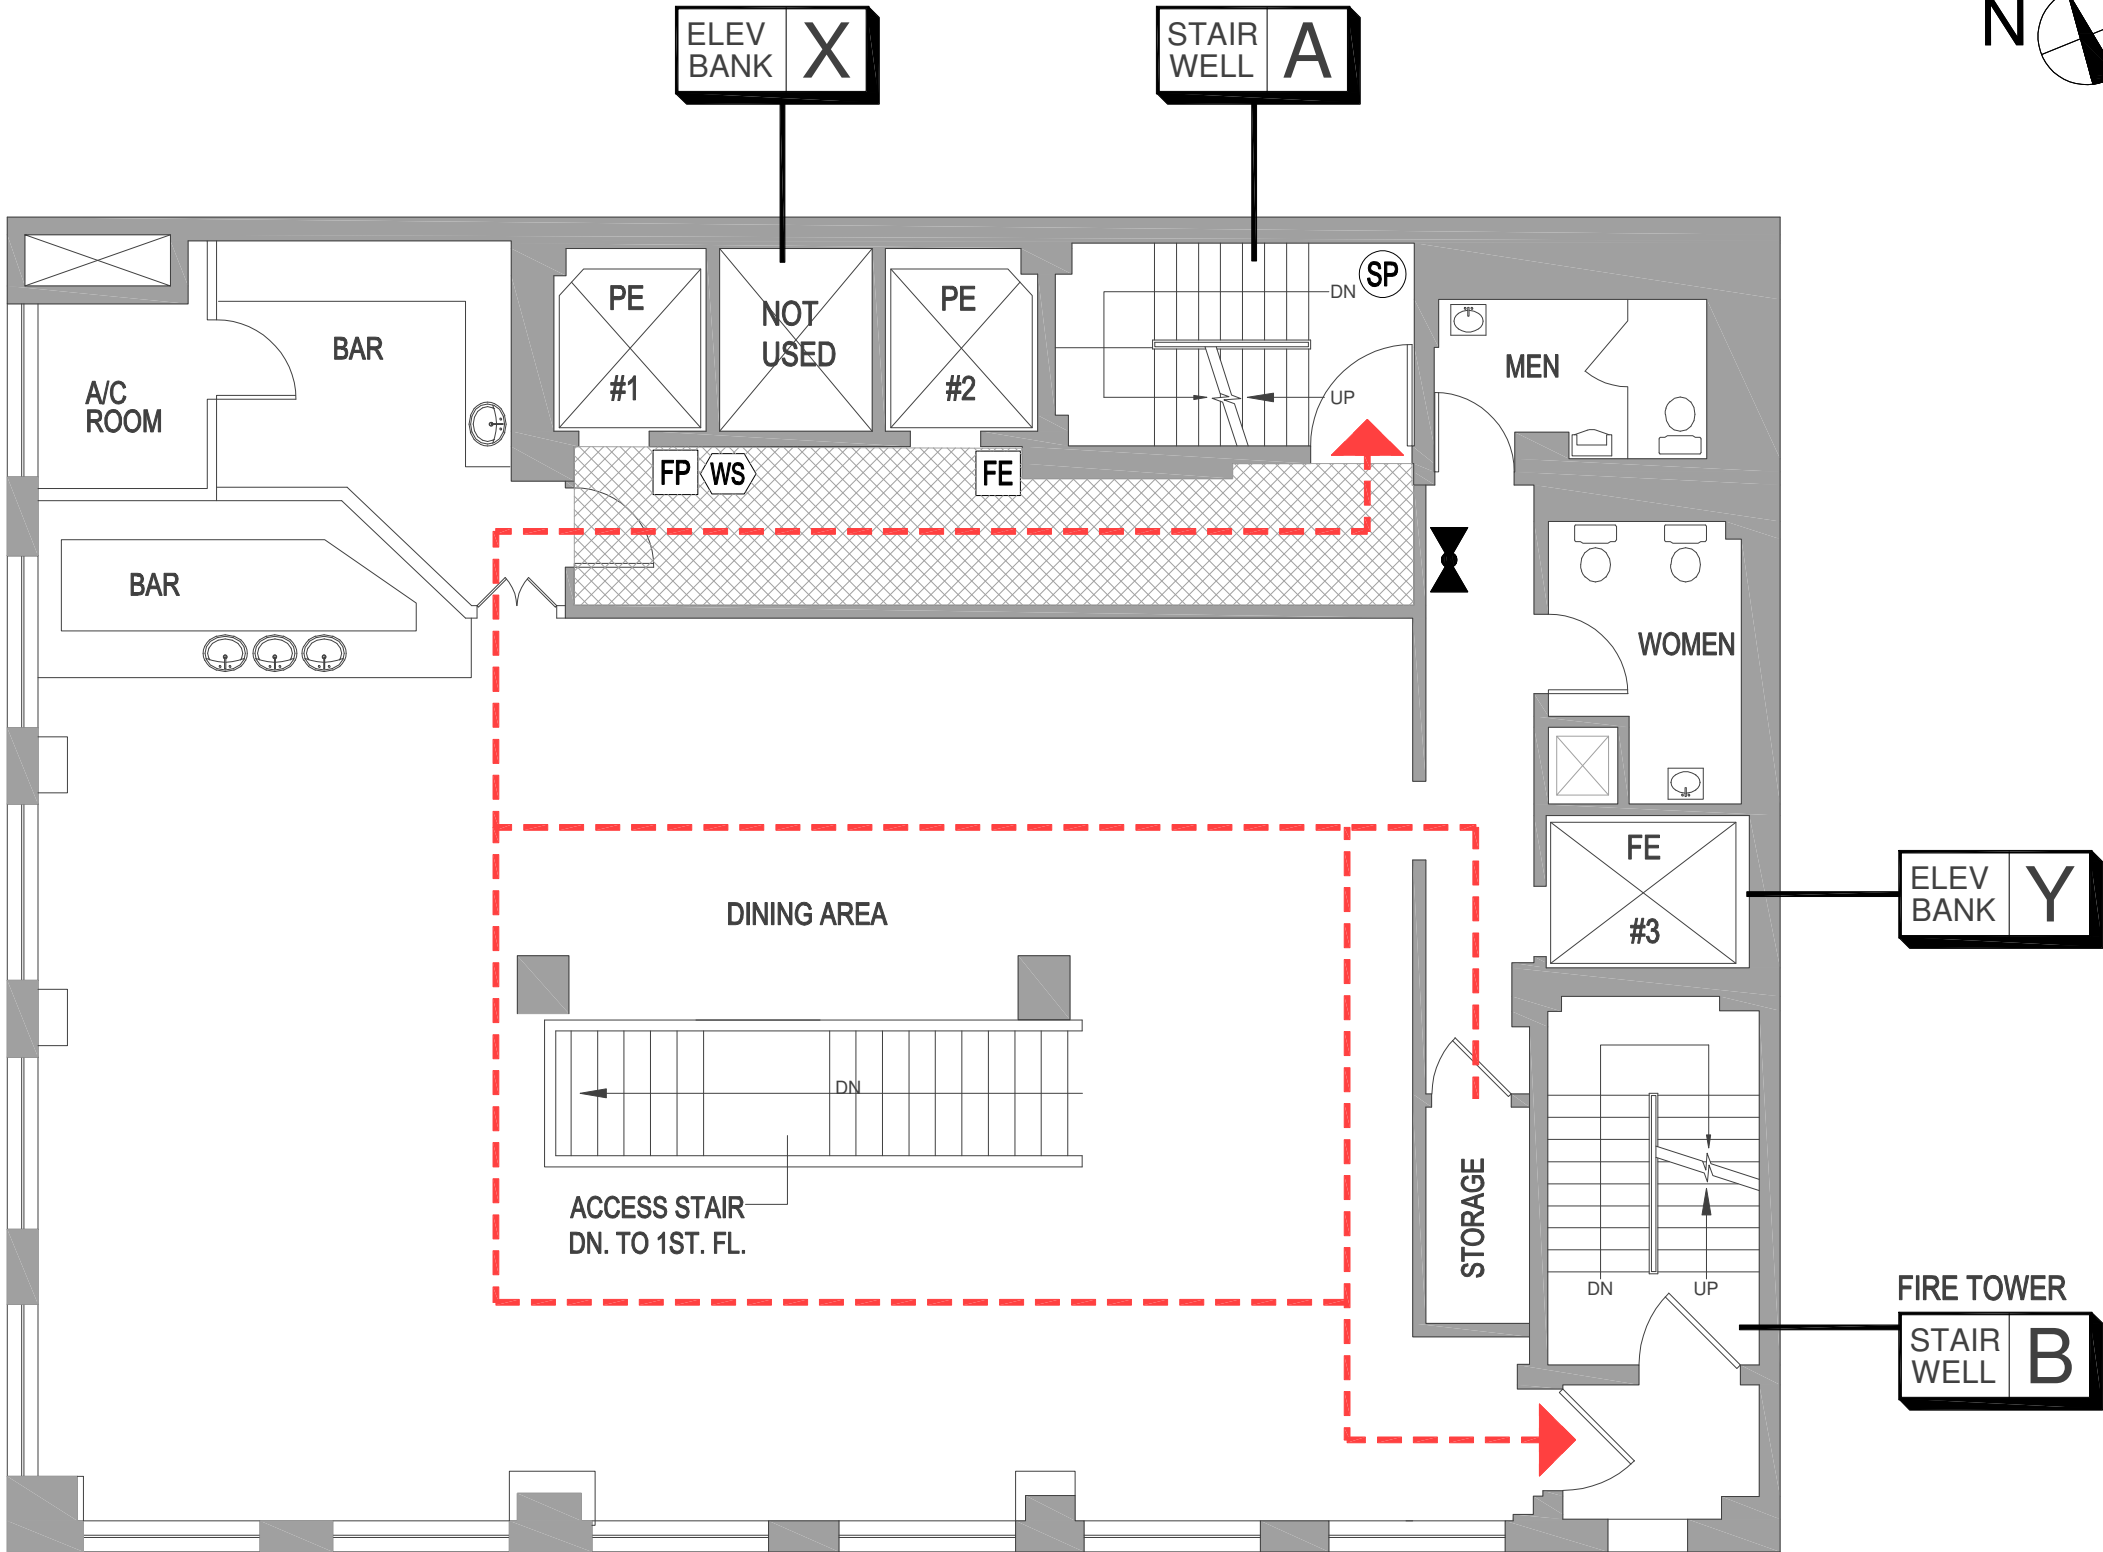 ELEV
BANK
X
STAIR
WELL
A
N
PE
#1
NOT
USED
PE
#2
DN
SP
UP
BAR
A/C
ROOM
MEN
FP
WS
FE
BAR
WOMEN
FE
#3
ELEV
BANK
Y
DINING AREA
DN
ACCESS STAIR
DN. TO 1ST. FL.
STORAGE
DN
UP
FIRE TOWER
STAIR
WELL
B